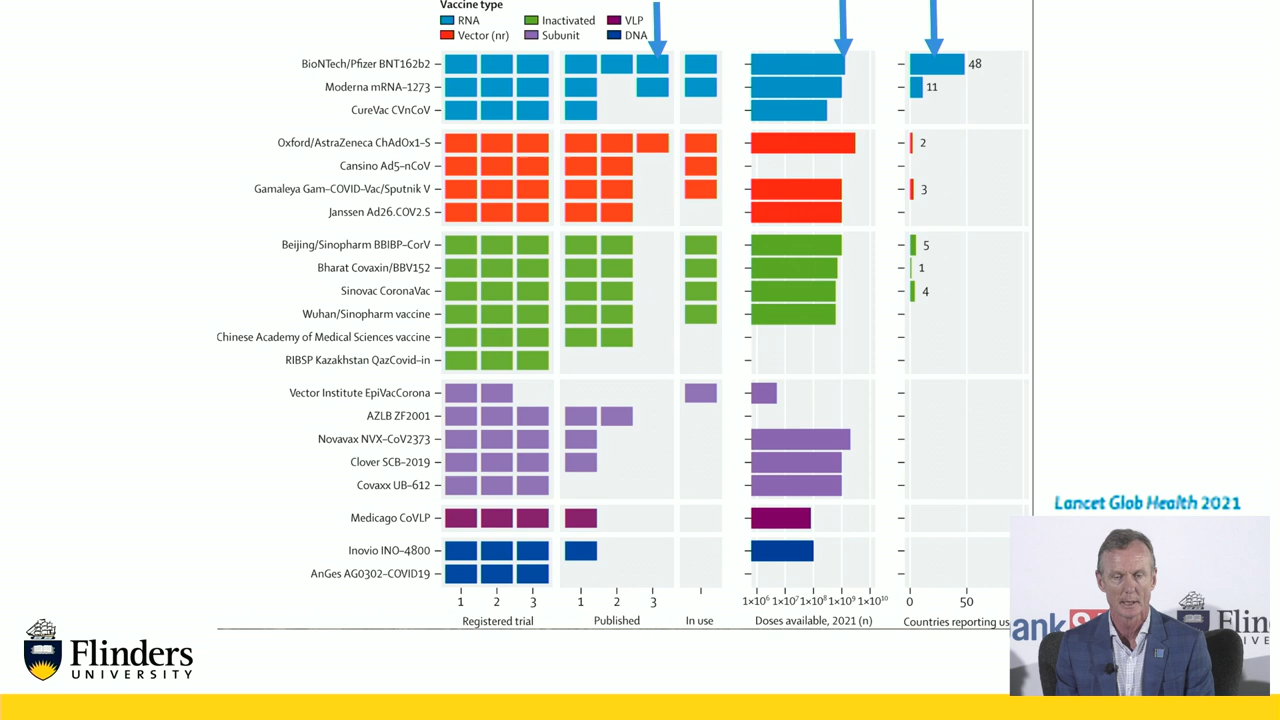 Vaccine type
RNA
Inactivated
VLP
Vector (nr)
Subunit
DNA
BioNTech/Pfizer BNT162b2
48
Moderna mRNA-1273
11
CureVac CVnCoV
Oxford/AstraZeneca ChAdOx1-S
2
Cansino Ad5-nCoV
Gamaleya Gam-COVID-Vac/Sputnik V
3
Janssen Ad26.COV2.S
Beijing/Sinopharm BBIBP-CorV
5
Bharat Covaxin/BBV152
1
Sinovac CoronaVac
4
Wuhan/Sinopharm vaccine
Chinese Academy of Medical Sciences vaccine
RIBSP Kazakhstan QazCovid-in
Vector Institute EpiVacCorona
AZLB ZF2001
Novavax NVX-CoV2373
Clover SCB-2019
Covaxx UB-612
Medicago CoVLP
Inovio INO-4800
AnGes AG0302-COVID19
1 2 3
1 2 3
1×10⁶ 1×10⁷ 1×10⁸ 1×10⁹ 1×10¹⁰
0 50
Registered trial
Published
In use
Doses available, 2021 (n)
Countries reporting us
Lancet Glob Health 2021
ank
Flin
Flinders
UNIVERSITY